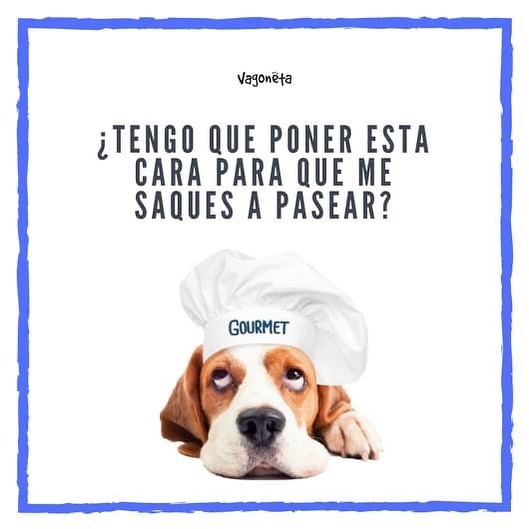 Vagonëta
¿TENGO QUE PONER ESTA
CARA PARA QUE ME
SAQUES A PASEAR?
GOURMET